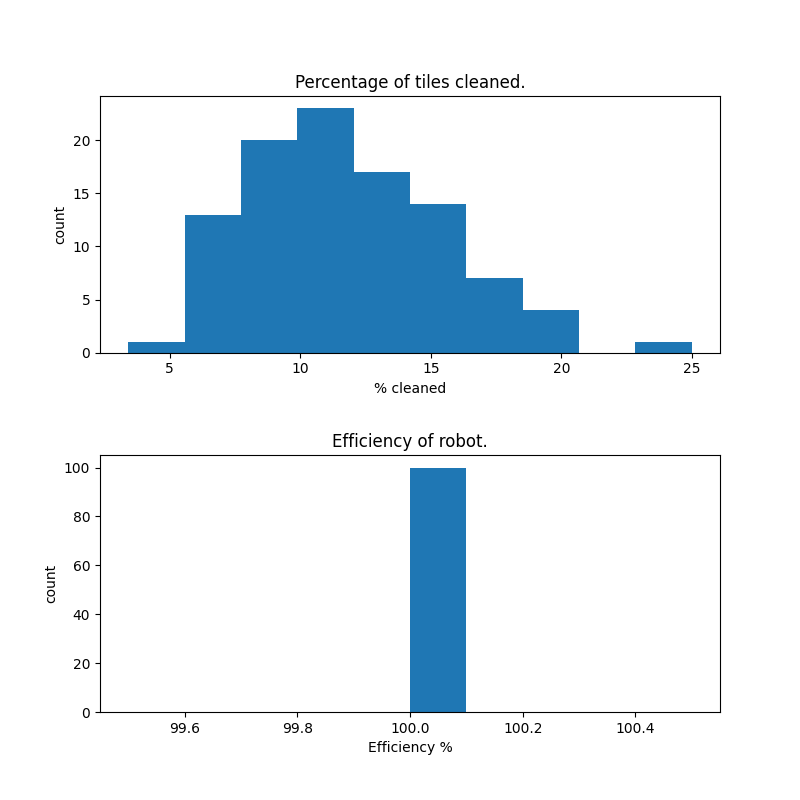 Percentage of tiles cleaned.
20
15
10
5
0
count
5 10 15 20 25
% cleaned
Efficiency of robot.
100
80
60
40
20
0
count
99.6 99.8 100.0 100.2 100.4
Efficiency %